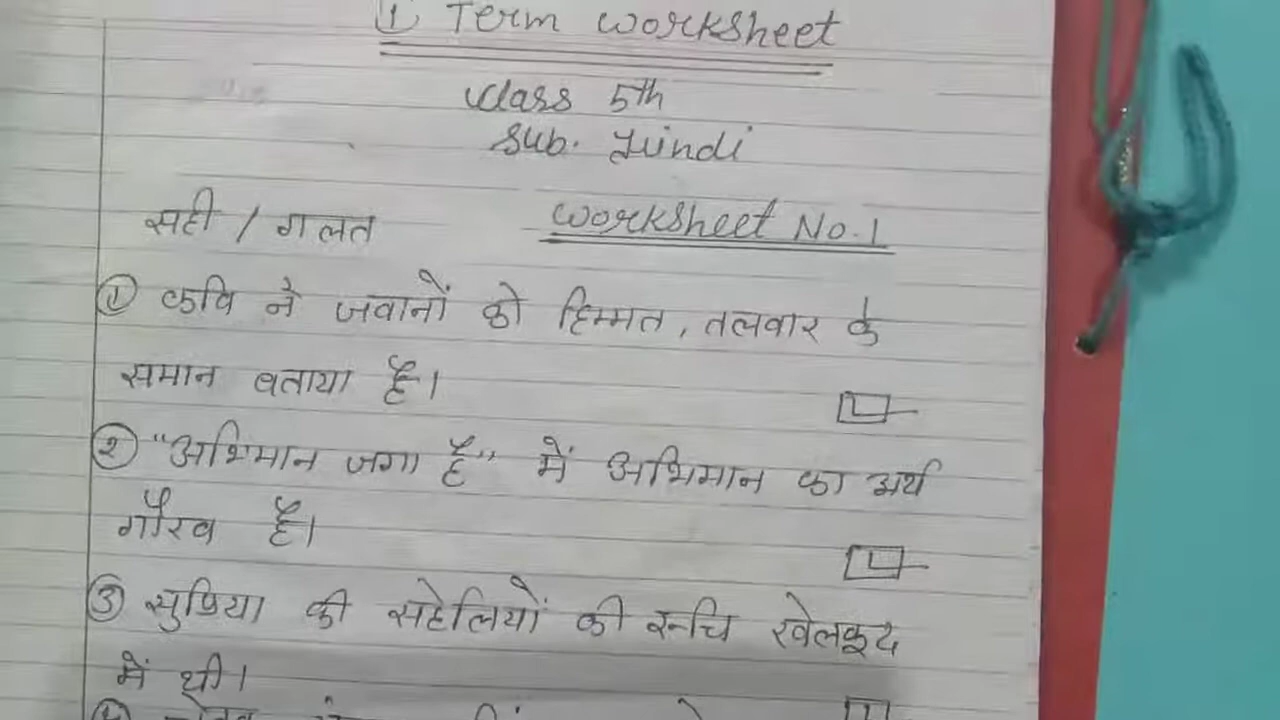 ① Term Worksheet
Class 5th
Sub. Hindi
सही / गलत Worksheet No. 1
① कवि ने जवानों को हिम्मत, तलवार के
समान बताया है।
② "अभिमान जगा है" में अभिमान का अर्थ
गौरव है।
③ सुप्रिया की सहेलियों की रुचि खेलकूद
में थी।